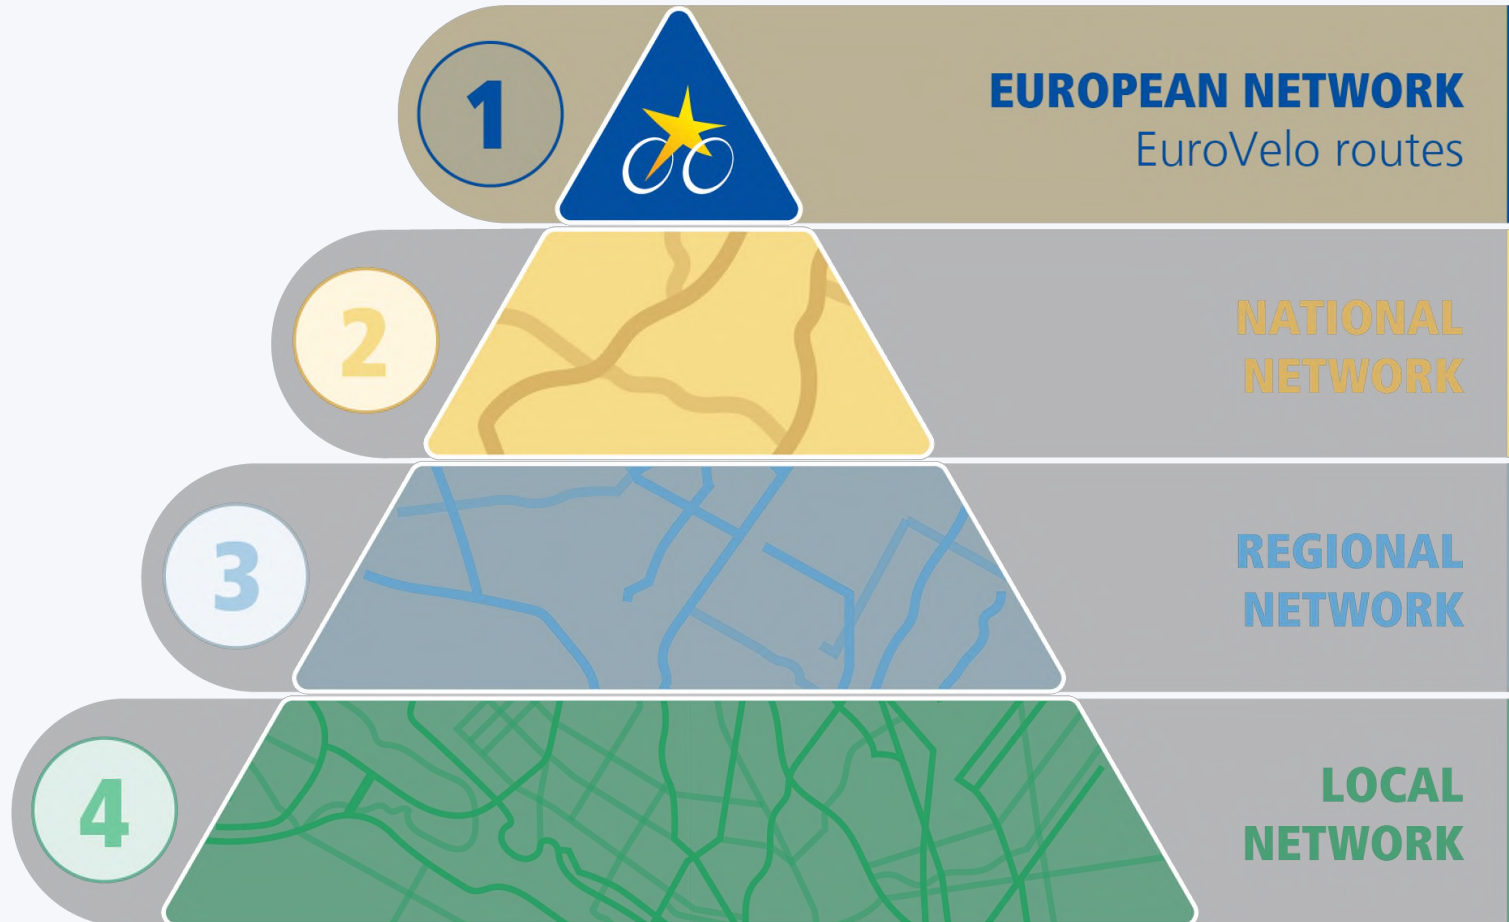 1
EUROPEAN NETWORK
EuroVelo routes
2
NATIONAL
NETWORK
3
REGIONAL
NETWORK
4
LOCAL
NETWORK